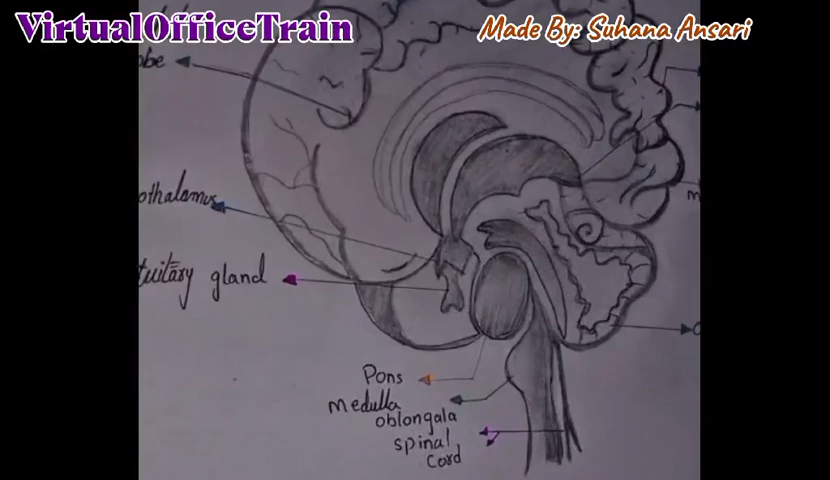 VirtualOfficeTrain
Made By: Suhana Ansari
obe
othalamus
tuitary gland
m
Pons
medulla
oblongala
spinal
cord